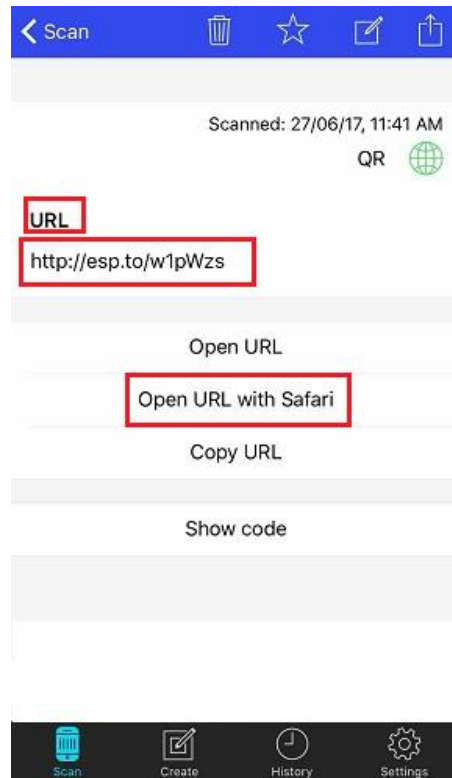 Scan
Scanned: 27/06/17, 11:41 AM
QR
URL
http://esp.to/w1pWzs
Open URL
Open URL with Safari
Copy URL
Show code
Scan Create History Settings